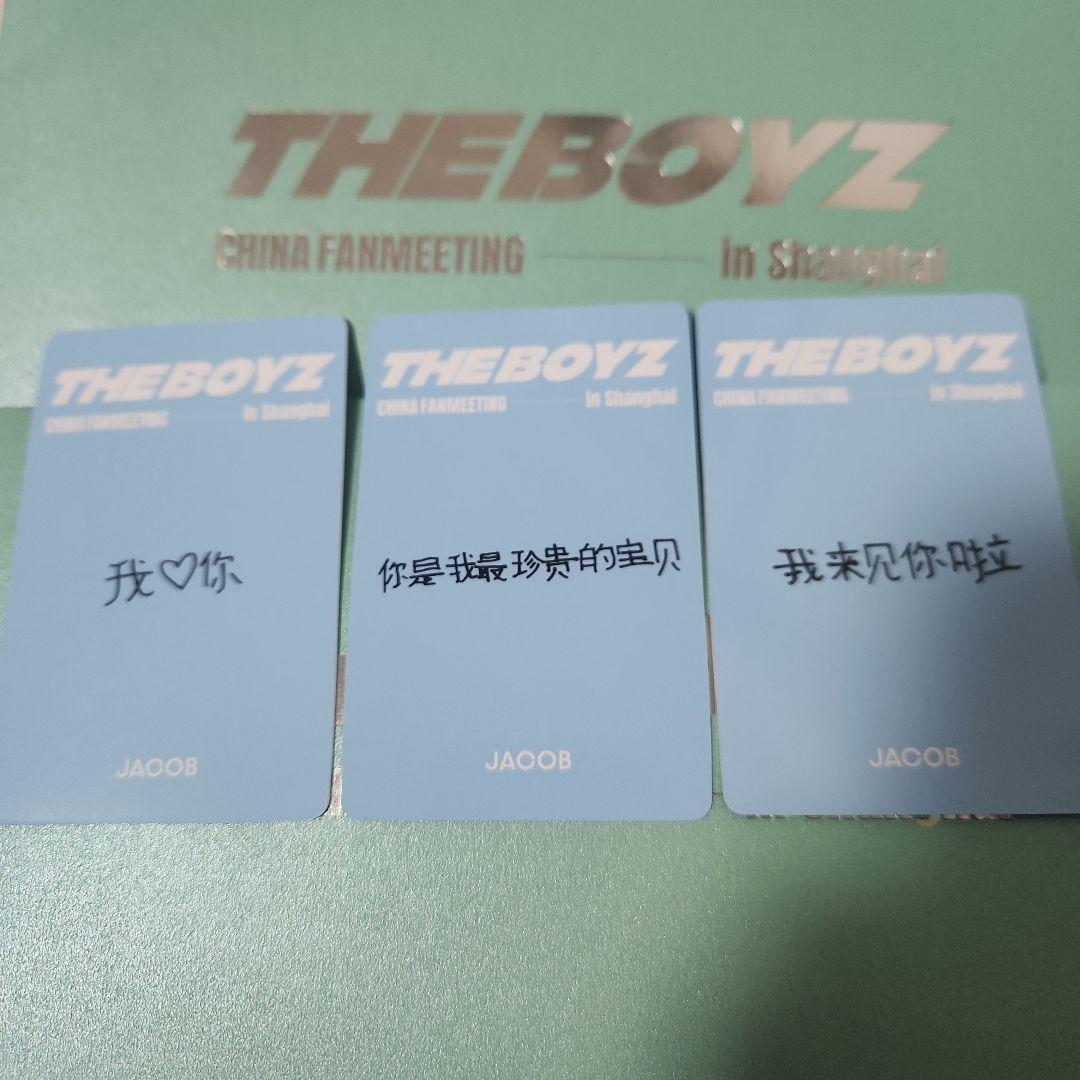 THEBOYZ
CHINA FANMEETING in Shanghai
THEBOYZ
CHINA FANMEETING in Shanghai
我♡你
JACOB
THEBOYZ
CHINA FANMEETING in Shanghai
你是我最珍贵的宝贝
JACOB
THEBOYZ
CHINA FANMEETING in Shanghai
我来见你啦
JACOB